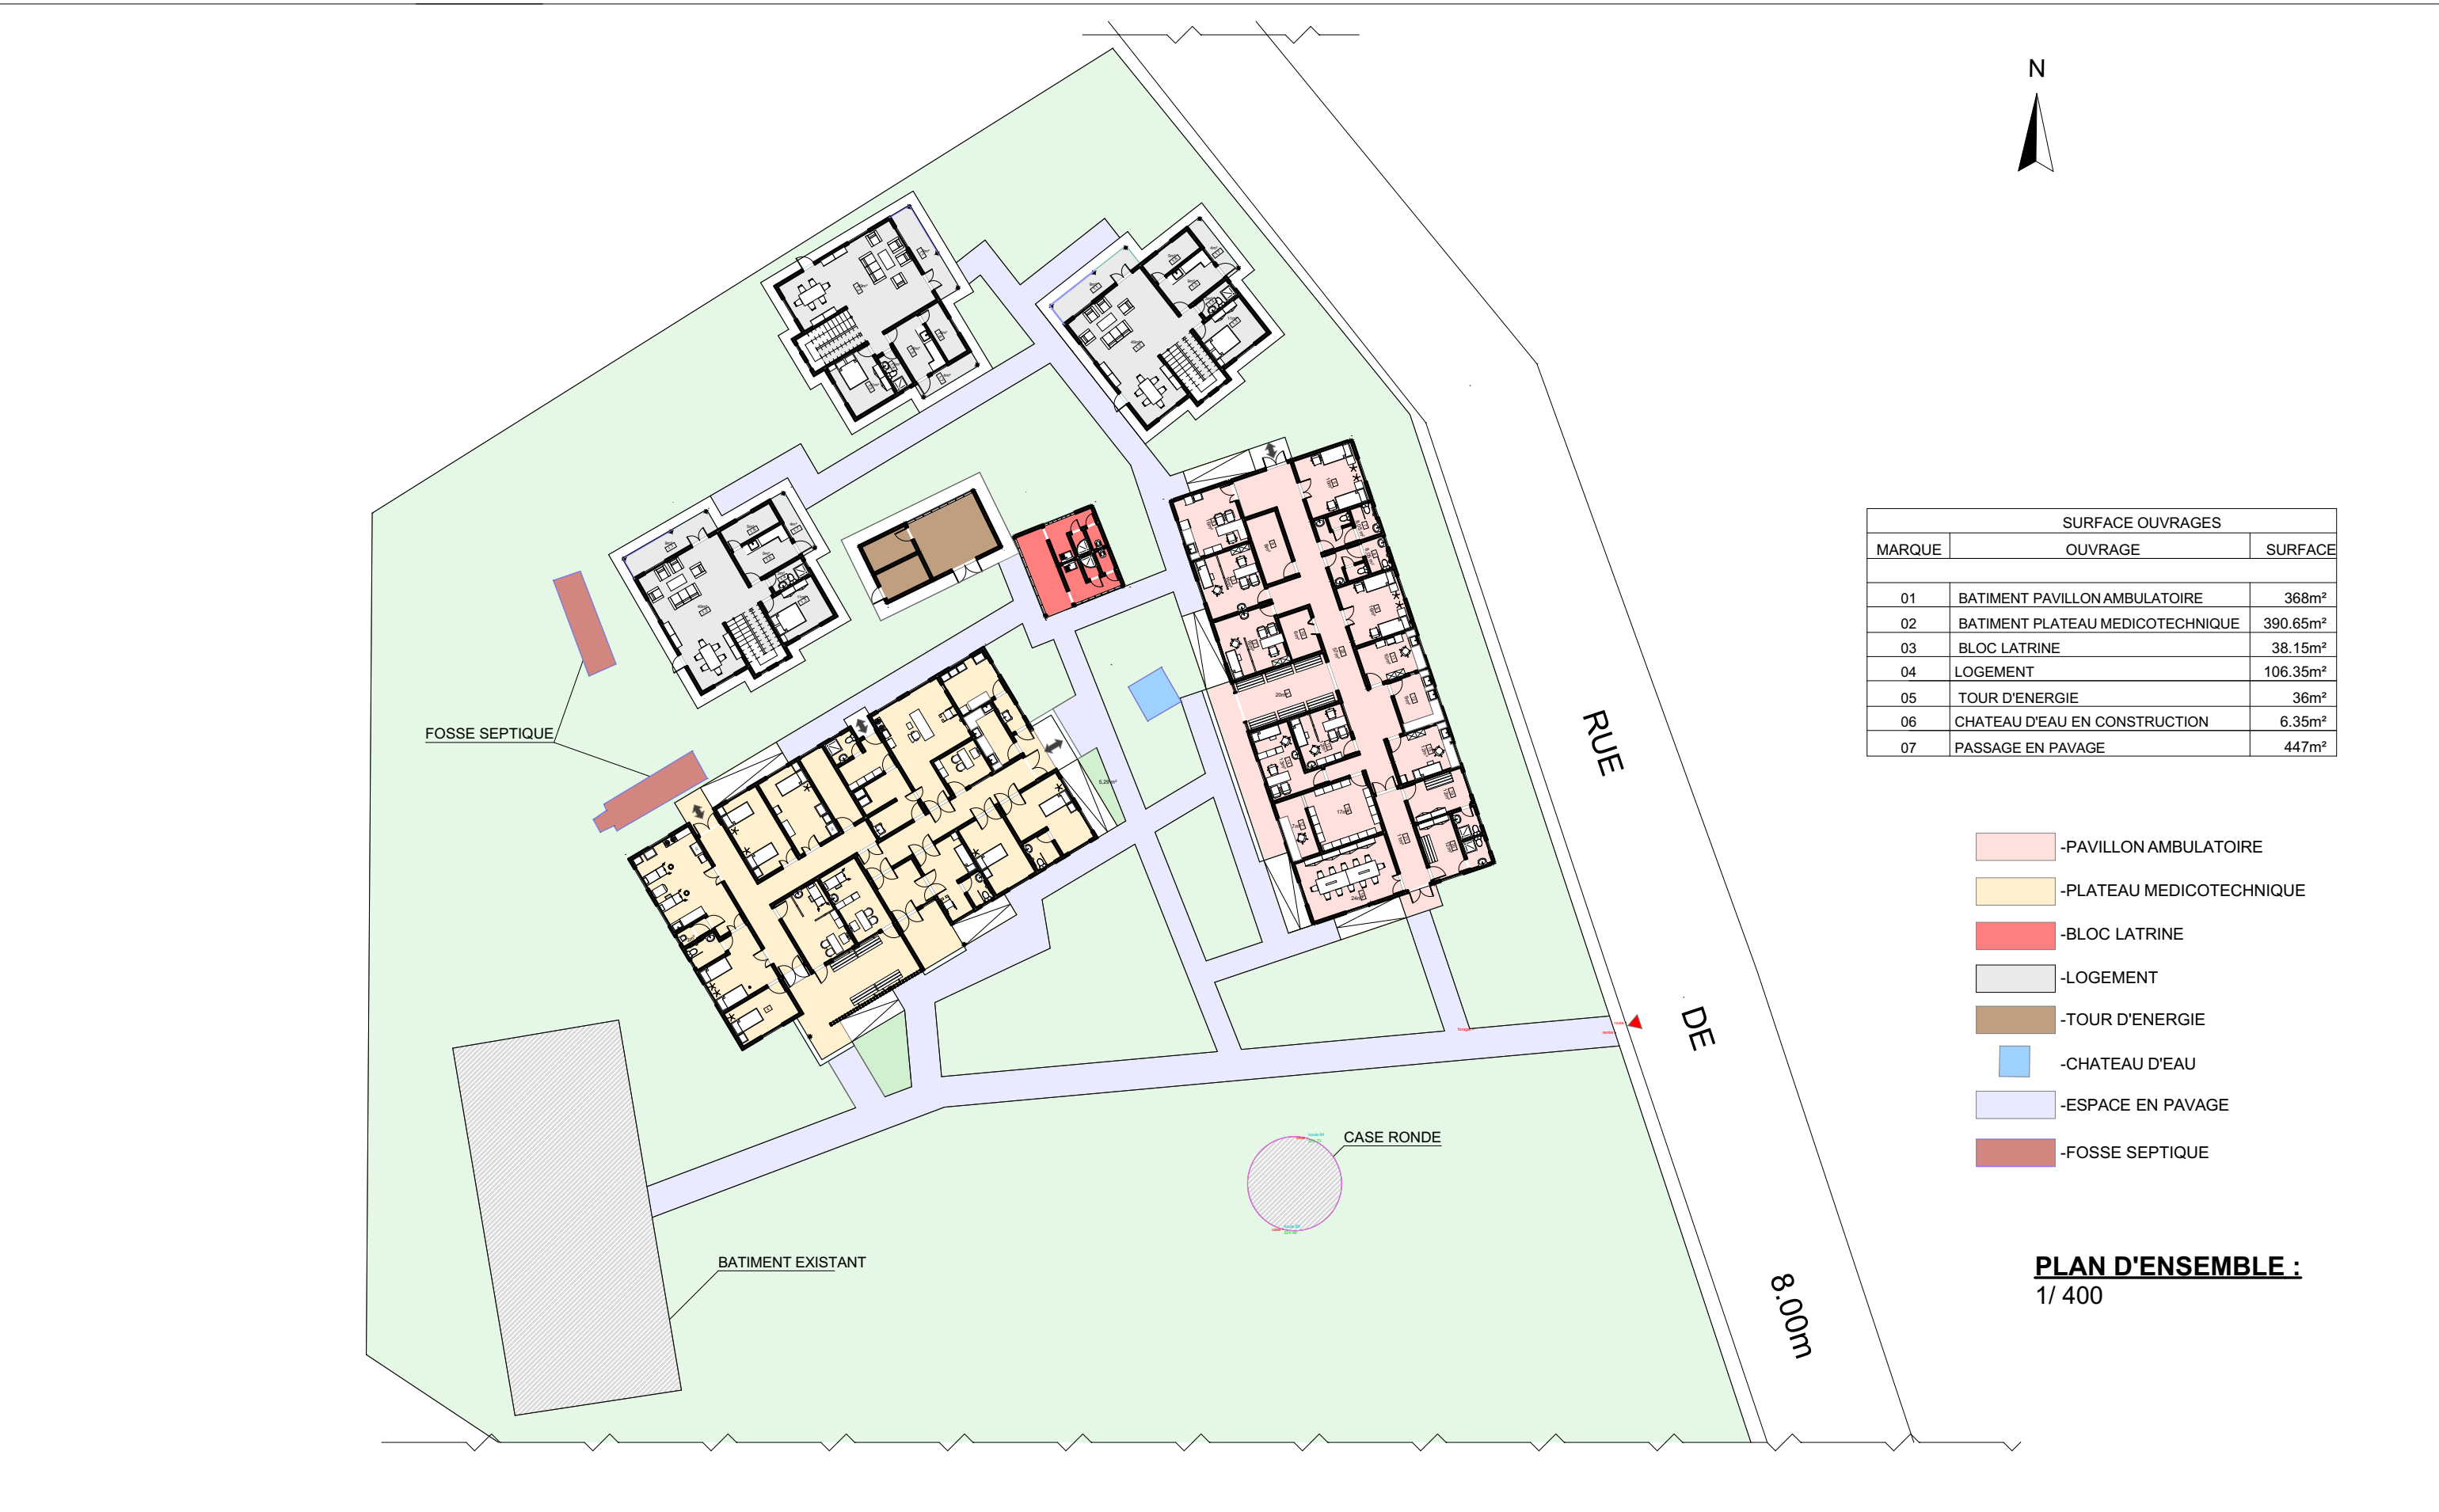 N
SURFACE OUVRAGES
MARQUE OUVRAGE SURFACE
01 BATIMENT PAVILLON AMBULATOIRE 368m²
02 BATIMENT PLATEAU MEDICOTECHNIQUE 390.65m²
03 BLOC LATRINE 38.15m²
04 LOGEMENT 106.35m²
05 TOUR D'ENERGIE 36m²
06 CHATEAU D'EAU EN CONSTRUCTION 6.35m²
07 PASSAGE EN PAVAGE 447m²
FOSSE SEPTIQUE
RUE
DE
8.00m
20m²
17m²
24m²
-PAVILLON AMBULATOIRE
-PLATEAU MEDICOTECHNIQUE
-BLOC LATRINE
-LOGEMENT
-TOUR D'ENERGIE
-CHATEAU D'EAU
-ESPACE EN PAVAGE
-FOSSE SEPTIQUE
CASE RONDE
BATIMENT EXISTANT
PLAN D'ENSEMBLE :
1/ 400